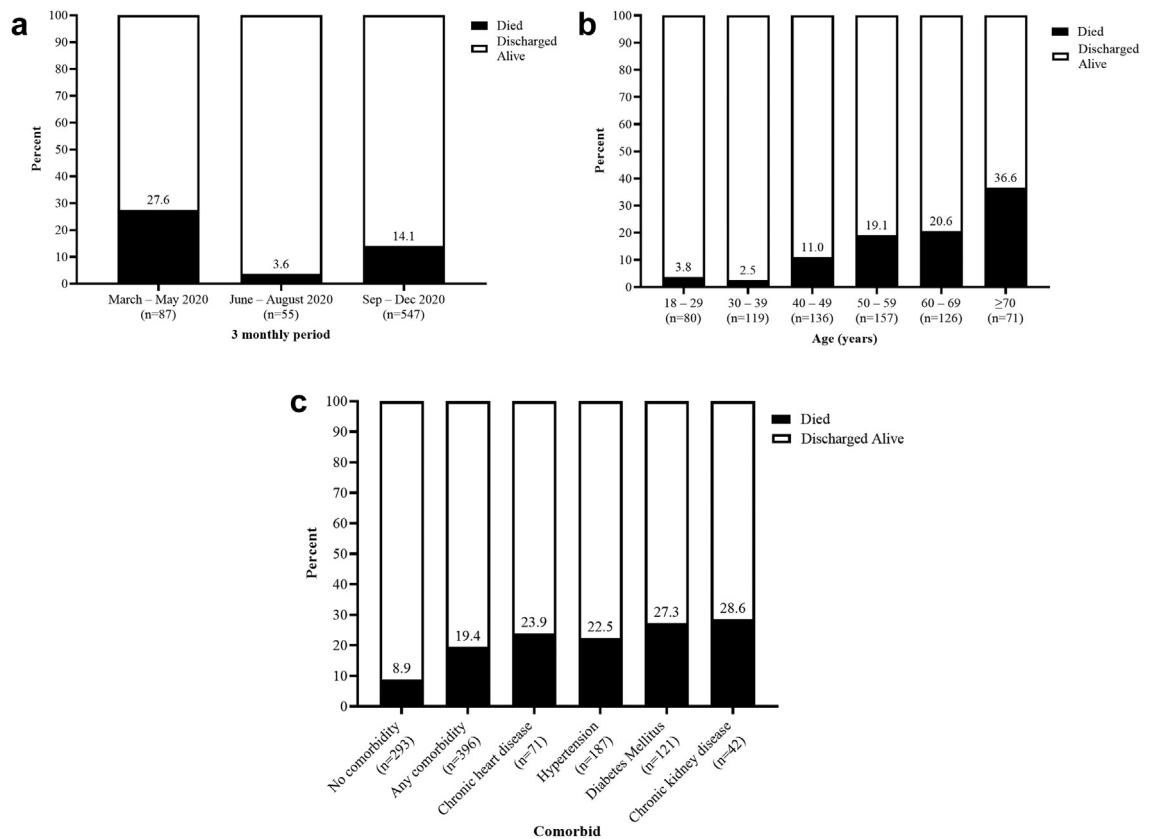 a
100
90
80
70
60
50
40
30
20
10
0
Percent
27.6
3.6
14.1
March – May 2020
(n=87)
June – August 2020
(n=55)
Sep – Dec 2020
(n=547)
3 monthly period
Died
Discharged
Alive
b
100
90
80
70
60
50
40
30
20
10
0
Percent
3.8
2.5
11.0
19.1
20.6
36.6
18 – 29
(n=80)
30 – 39
(n=119)
40 – 49
(n=136)
50 – 59
(n=157)
60 – 69
(n=126)
≥70
(n=71)
Age (years)
Died
Discharged
Alive
c
100
90
80
70
60
50
40
30
20
10
0
Percent
8.9
19.4
23.9
22.5
27.3
28.6
No comorbidity
(n=293)
Any comorbidity
(n=396)
Chronic heart disease
(n=71)
Hypertension
(n=187)
Diabetes Mellitus
(n=121)
Chronic kidney disease
(n=42)
Comorbid
Died
Discharged Alive